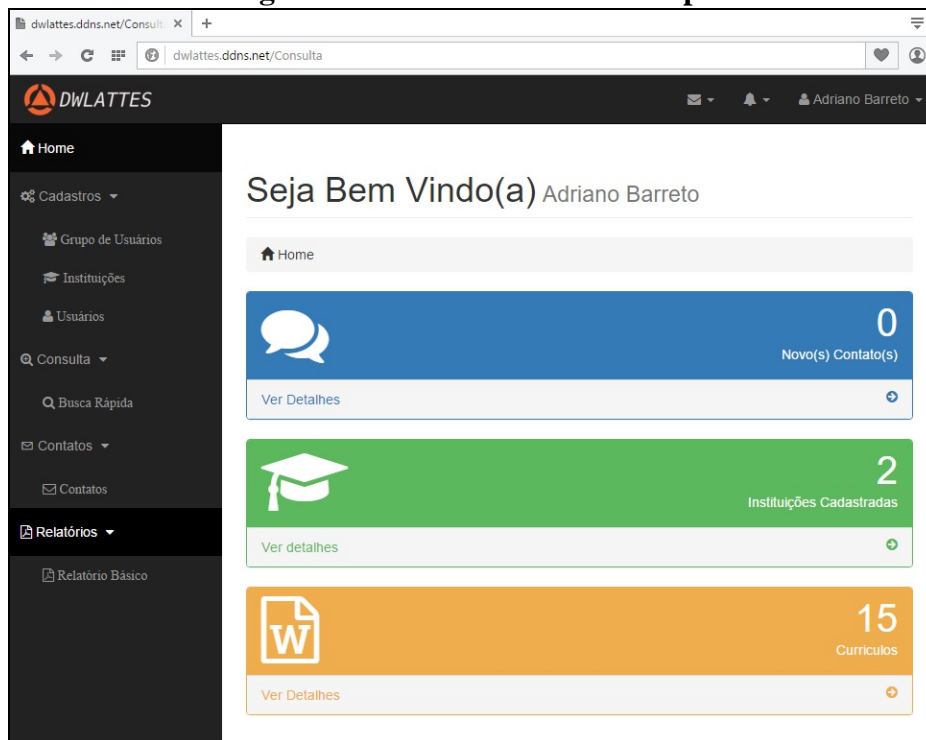 dwlattes.ddns.net/Consult
dwlattes.ddns.net/Consulta
DWLATTES
Adriano Barreto
Home
Cadastros
Grupo de Usuários
Instituições
Usuários
Consulta
Busca Rápida
Contatos
Contatos
Relatórios
Relatório Básico
Seja Bem Vindo(a) Adriano Barreto
Home
0
Novo(s) Contato(s)
Ver Detalhes
2
Instituições Cadastradas
Ver detalhes
W
15
Curriculos
Ver Detalhes